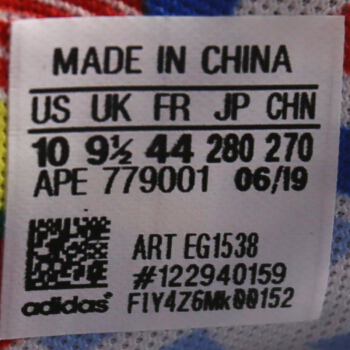 MADE IN CHINA
US UK FR JP CHN
10 9½ 44 280 270
APE 779001 06/19
ART EG1538
#122940159
adidas FIY4Z6Mk00152